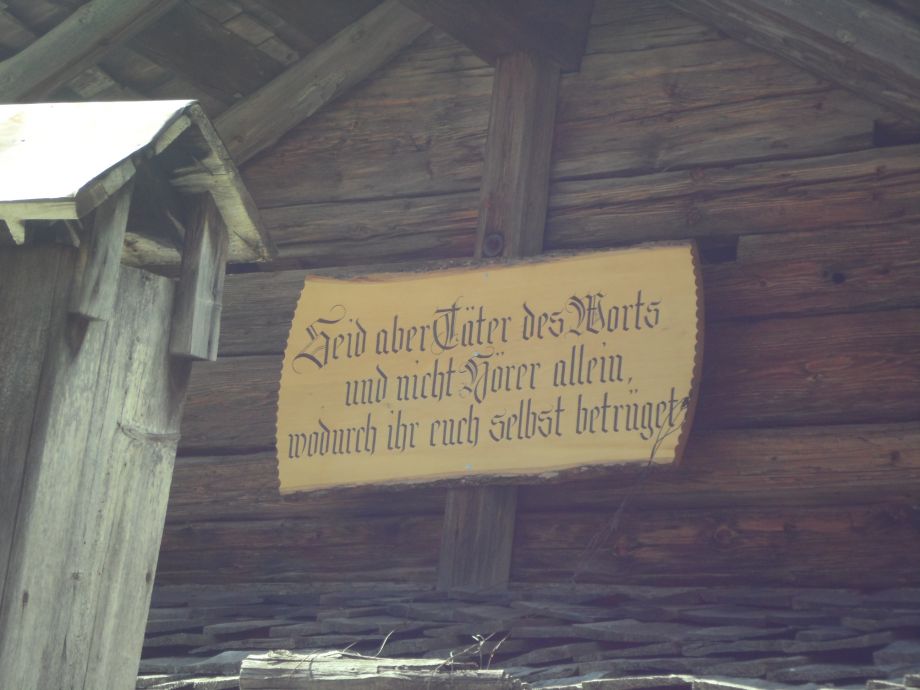 Seid aber Täter des Worts
und nicht Hörer allein,
wodurch ihr euch selbst betrüget